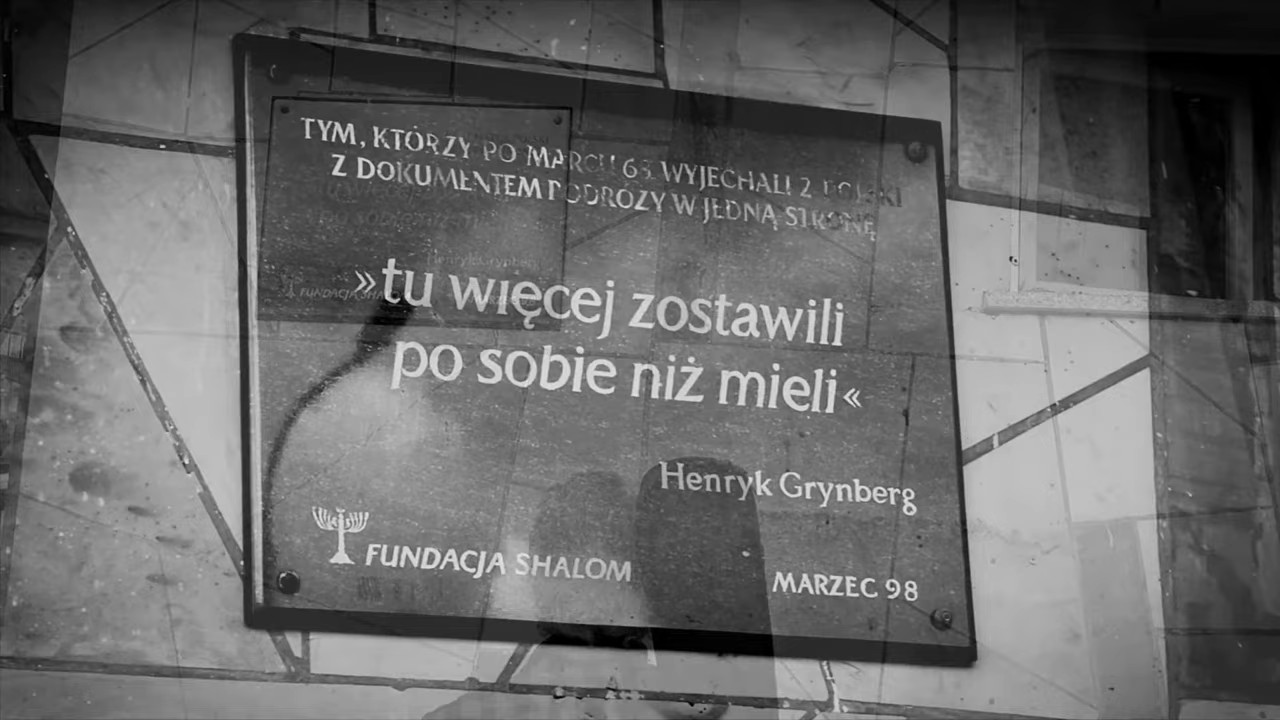 TYM, KTÓRZY PO MARCU 68 WYJECHALI Z POLSKI
Z DOKUMENTEM PODRÓŻY W JEDNĄ STRONĘ
»tu więcej zostawili
po sobie niż mieli«
Henryk Grynberg
FUNDACJA SHALOM
MARZEC 98